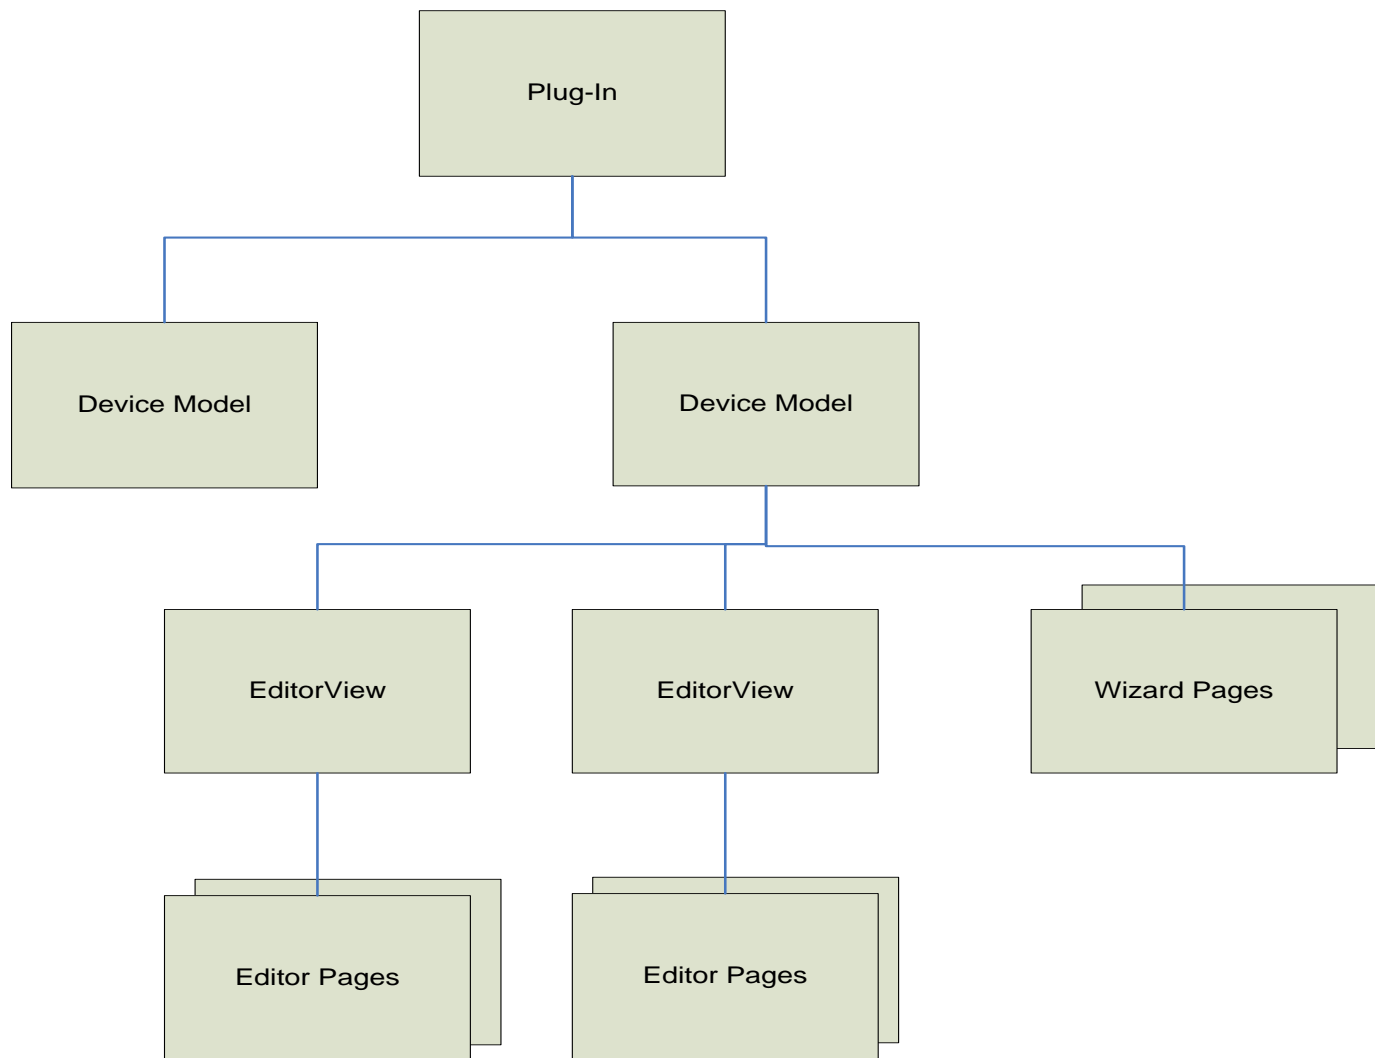 Plug-In
Device Model
Device Model
EditorView
EditorView
Wizard Pages
Editor Pages
Editor Pages